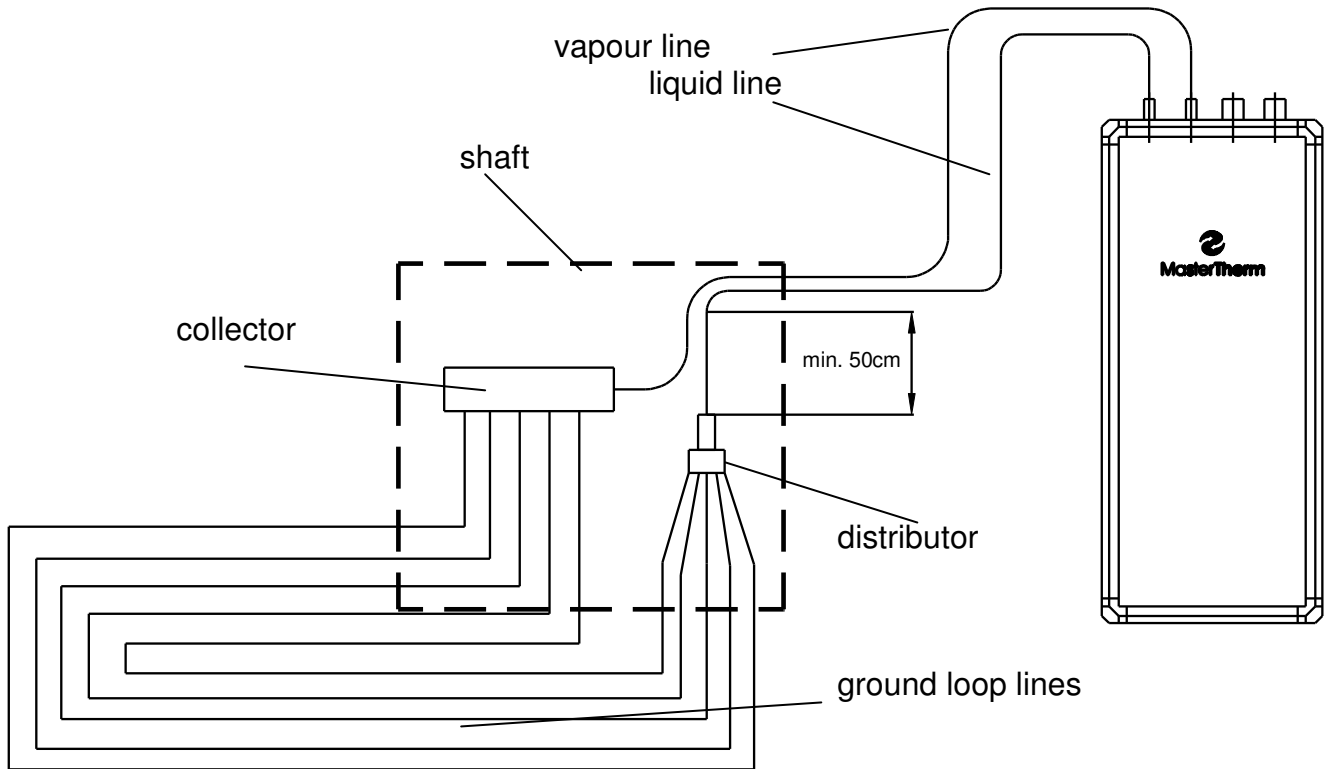 vapour line
liquid line
shaft
MasterTherm
collector
min. 50cm
distributor
ground loop lines